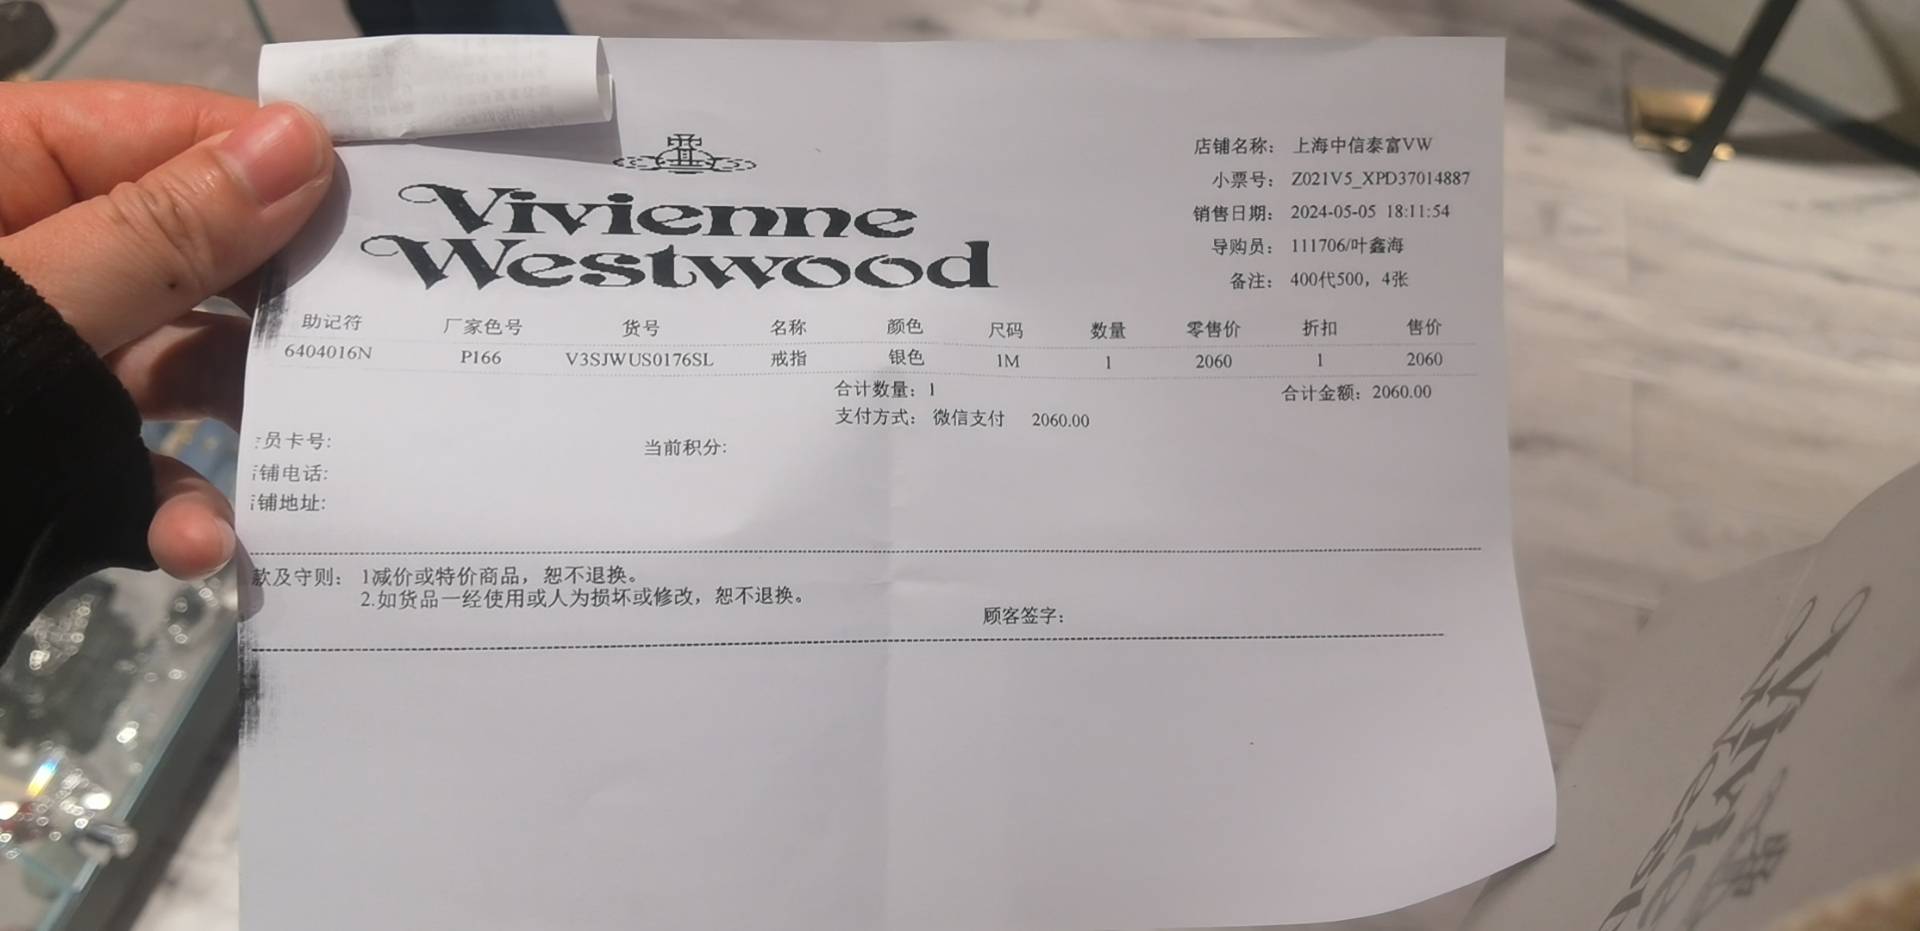 Vivienne
Westwood
店铺名称: 上海中信泰富VW
小票号: Z021V5_XPD37014887
销售日期: 2024-05-05 18:11:54
导购员: 111706/叶鑫海
备注: 400代500，4张
助记符 厂家色号 货号 名称 颜色 尺码 数量 零售价 折扣 售价
6404016N P166 V3SJWUS0176SL 戒指 银色 1M 1 2060 1 2060
合计数量: 1 合计金额: 2060.00
支付方式: 微信支付 2060.00
员卡号: 当前积分:
铺电话:
铺地址:
款及守则: 1减价或特价商品，恕不退换。
2.如货品一经使用或人为损坏或修改，恕不退换。
顾客签字: